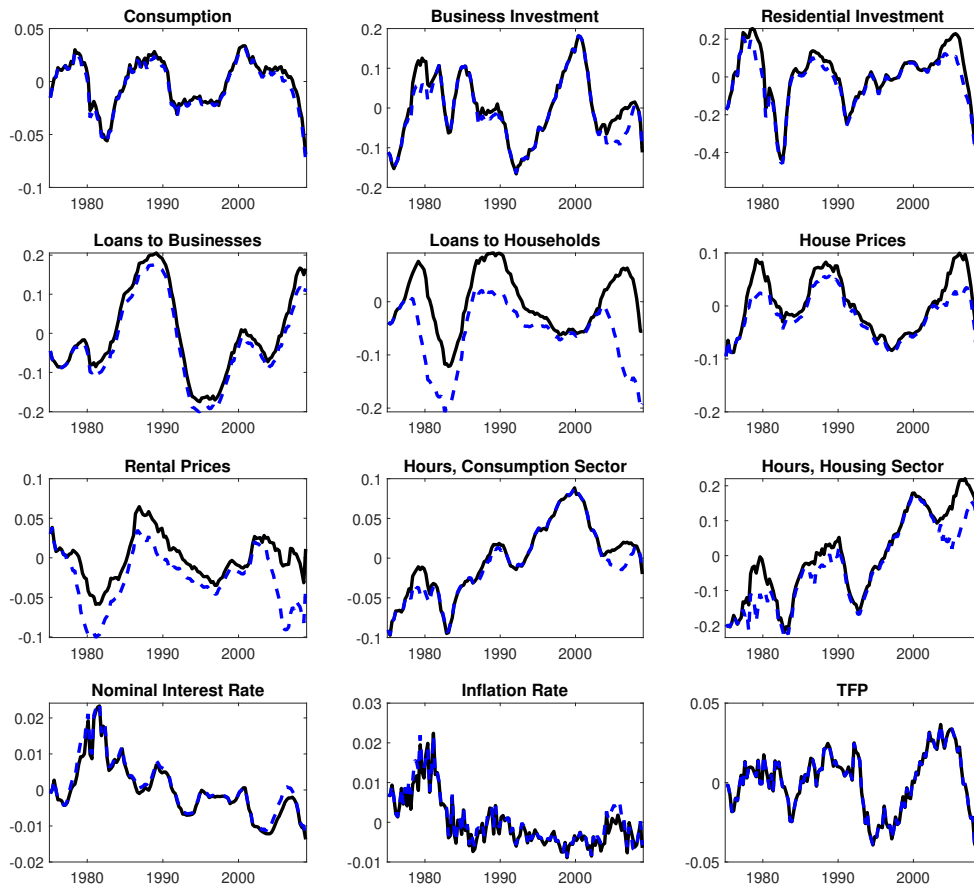 Consumption
0.05
0
-0.05
-0.1
1980 1990 2000
Business Investment
0.2
0.1
0
-0.1
0.2
1980 1990 2000
Residential Investment
0.2
0
-0.2
-0.4
1980 1990 2000
Loans to Businesses
0.2
0.1
0
-0.1
-0.2
1980 1990 2000
Loans to Households
0
-0.1
-0.2
1980 1990 2000
House Prices
0.1
0
-0.1
-0.2
1980 1990 2000
Rental Prices
0.1
0.05
0
-0.05
-0.1
1980 1990 2000
Hours, Consumption Sector
0.1
0.05
0
-0.05
-0.1
1980 1990 2000
Hours, Housing Sector
0.2
0.1
0
-0.1
-0.2
1980 1990 2000
Nominal Interest Rate
0.02
0.01
0
-0.01
-0.02
1980 1990 2000
Inflation Rate
0.03
0.02
0.01
0
-0.01
1980 1990 2000
TFP
0.05
0
-0.05
1980 1990 2000